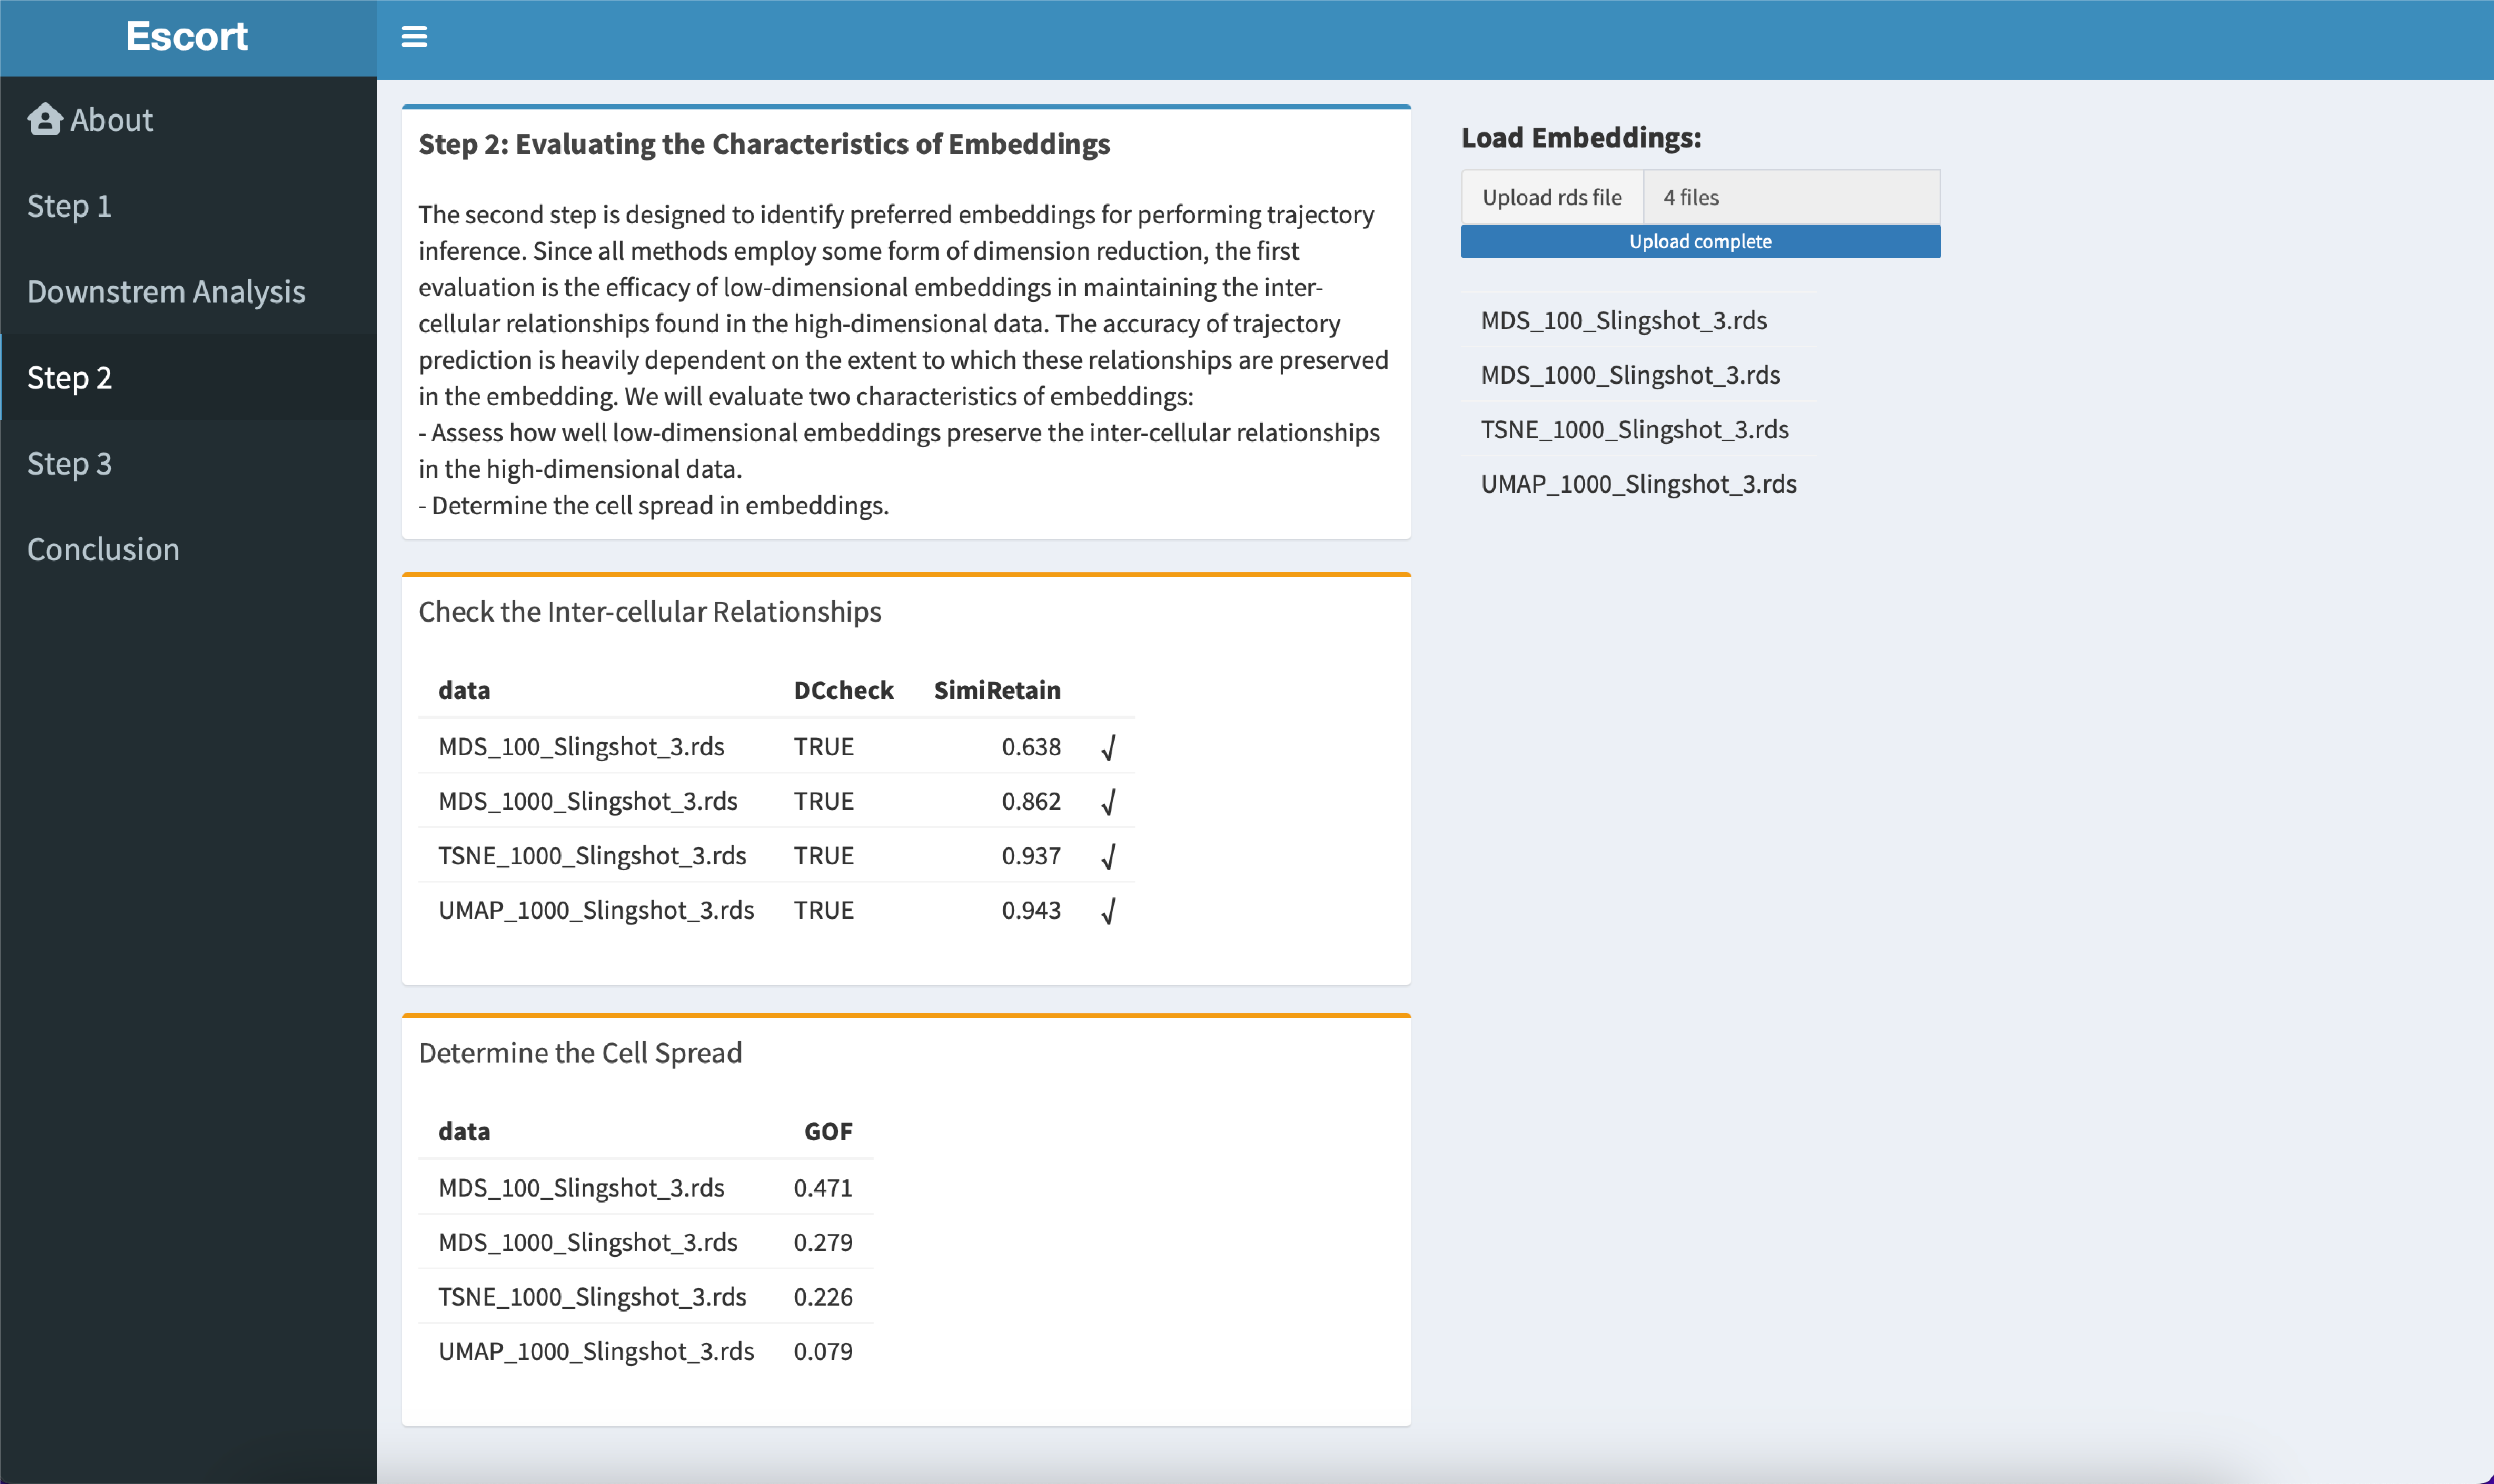 Escort
About
Step 1
Downstrem Analysis
Step 2
Step 3
Conclusion
Step 2: Evaluating the Characteristics of Embeddings
The second step is designed to identify preferred embeddings for performing trajectory
inference. Since all methods employ some form of dimension reduction, the first
evaluation is the efficacy of low-dimensional embeddings in maintaining the inter-
cellular relationships found in the high-dimensional data. The accuracy of trajectory
prediction is heavily dependent on the extent to which these relationships are preserved
in the embedding. We will evaluate two characteristics of embeddings:
- Assess how well low-dimensional embeddings preserve the inter-cellular relationships
in the high-dimensional data.
- Determine the cell spread in embeddings.
Load Embeddings:
Upload rds file 4 files
Upload complete
MDS_100_Slingshot_3.rds
MDS_1000_Slingshot_3.rds
TSNE_1000_Slingshot_3.rds
UMAP_1000_Slingshot_3.rds
Check the Inter-cellular Relationships
data DCcheck SimiRetain
MDS_100_Slingshot_3.rds TRUE 0.638 √
MDS_1000_Slingshot_3.rds TRUE 0.862 √
TSNE_1000_Slingshot_3.rds TRUE 0.937 √
UMAP_1000_Slingshot_3.rds TRUE 0.943 √
Determine the Cell Spread
data GOF
MDS_100_Slingshot_3.rds 0.471
MDS_1000_Slingshot_3.rds 0.279
TSNE_1000_Slingshot_3.rds 0.226
UMAP_1000_Slingshot_3.rds 0.079